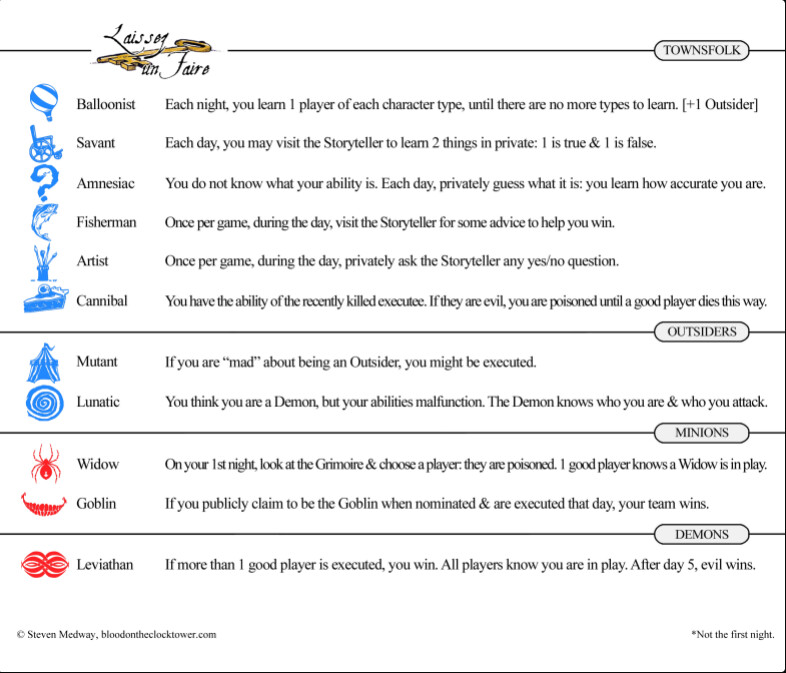 Laissez
un Faire
TOWNSFOLK
Balloonist Each night, you learn 1 player of each character type, until there are no more types to learn. [+1 Outsider]
Savant Each day, you may visit the Storyteller to learn 2 things in private: 1 is true & 1 is false.
Amnesiac You do not know what your ability is. Each day, privately guess what it is: you learn how accurate you are.
Fisherman Once per game, during the day, visit the Storyteller for some advice to help you win.
Artist Once per game, during the day, privately ask the Storyteller any yes/no question.
Cannibal You have the ability of the recently killed executee. If they are evil, you are poisoned until a good player dies this way.
OUTSIDERS
Mutant If you are “mad” about being an Outsider, you might be executed.
Lunatic You think you are a Demon, but your abilities malfunction. The Demon knows who you are & who you attack.
MINIONS
Widow On your 1st night, look at the Grimoire & choose a player: they are poisoned. 1 good player knows a Widow is in play.
Goblin If you publicly claim to be the Goblin when nominated & are executed that day, your team wins.
DEMONS
Leviathan If more than 1 good player is executed, you win. All players know you are in play. After day 5, evil wins.
© Steven Medway, bloodontheclocktower.com *Not the first night.